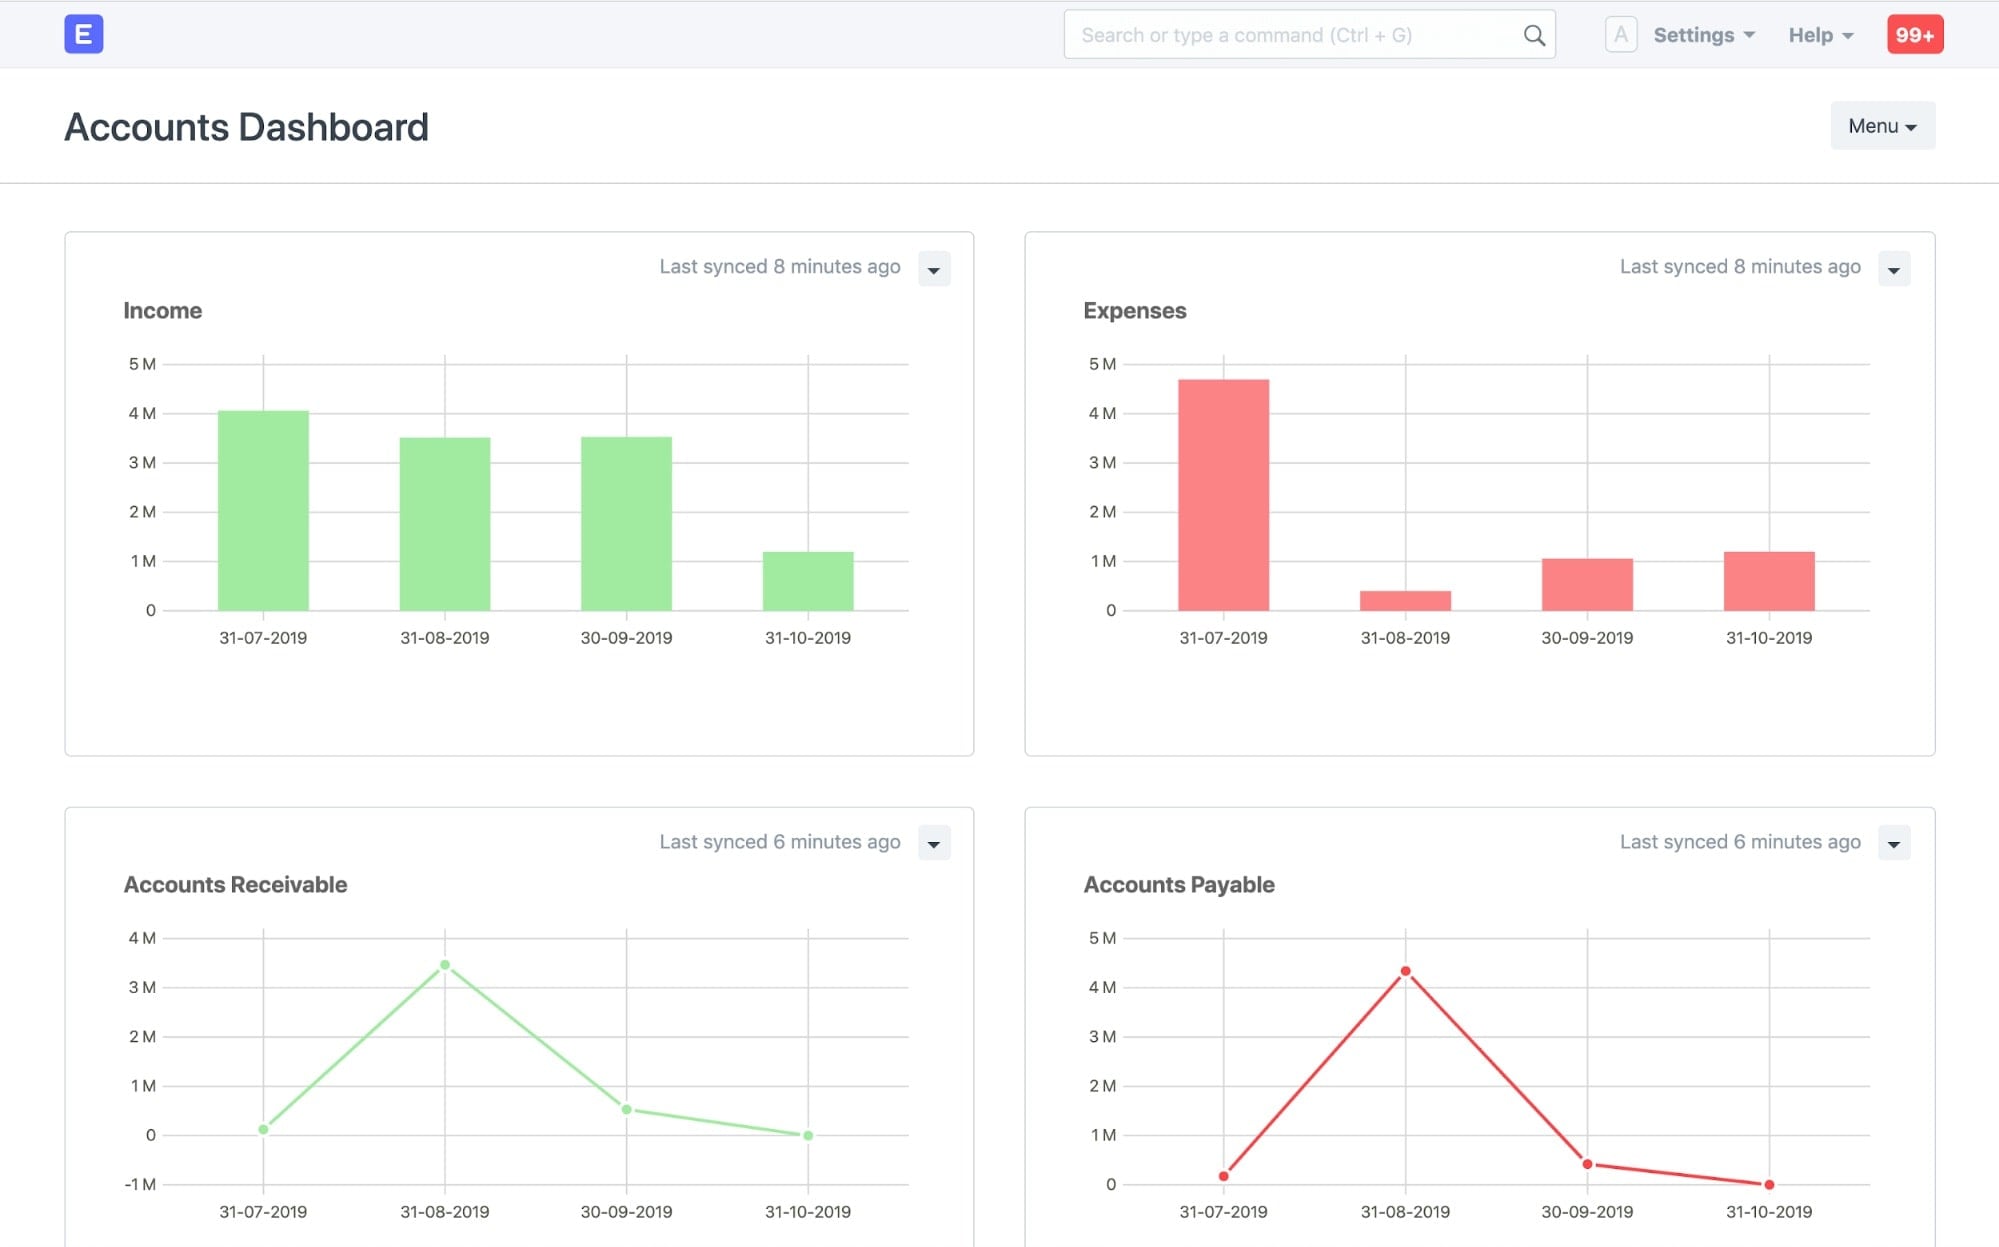 E
Search or type a command (Ctrl + G)
A
Settings
Help
99+
Accounts Dashboard
Menu
Last synced 8 minutes ago
Income
5 M
4 M
3 M
2 M
1 M
0
31-07-2019 31-08-2019 30-09-2019 31-10-2019
Last synced 8 minutes ago
Expenses
5 M
4 M
3 M
2 M
1 M
0
31-07-2019 31-08-2019 30-09-2019 31-10-2019
Last synced 6 minutes ago
Accounts Receivable
4 M
3 M
2 M
1 M
0
-1 M
31-07-2019 31-08-2019 30-09-2019 31-10-2019
Last synced 6 minutes ago
Accounts Payable
5 M
4 M
3 M
2 M
1 M
0
31-07-2019 31-08-2019 30-09-2019 31-10-2019